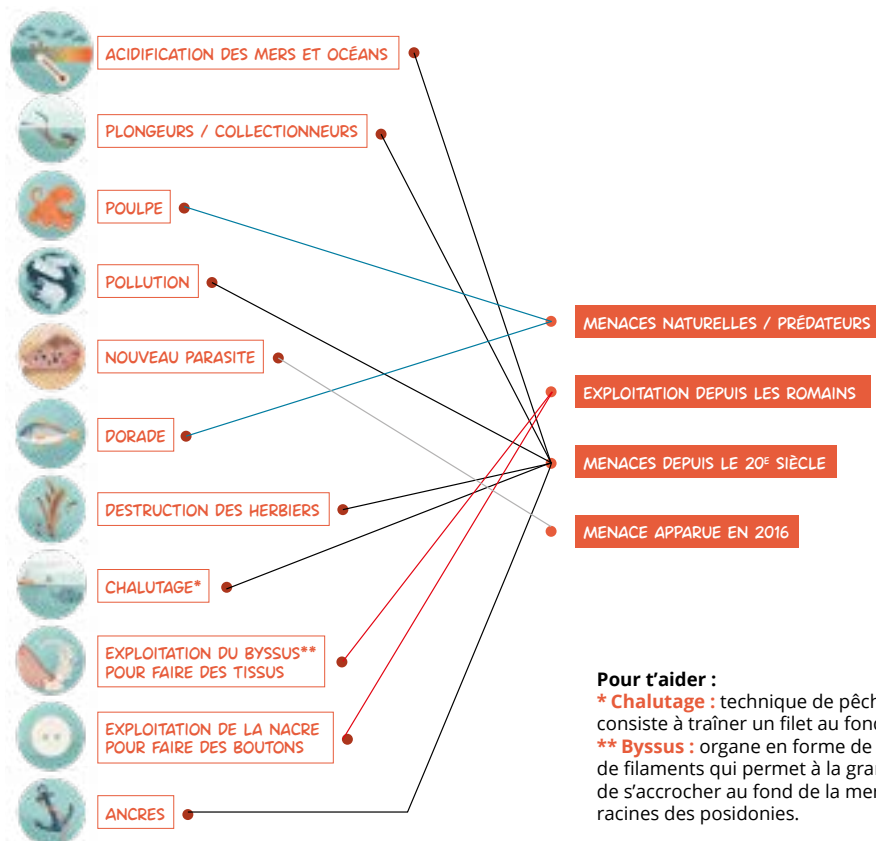 ACIDIFICATION DES MERS ET OCÉANS
PLONGEURS / COLLECTIONNEURS
POULPE
POLLUTION
NOUVEAU PARASITE
DORADE
DESTRUCTION DES HERBIERS
CHALUTAGE*
EXPLOITATION DU BYSSUS**
POUR FAIRE DES TISSUS
EXPLOITATION DE LA NACRE
POUR FAIRE DES BOUTONS
ANCRES
MENACES NATURELLES / PRÉDATEURS
EXPLOITATION DEPUIS LES ROMAINS
MENACES DEPUIS LE 20E SIÈCLE
MENACE APPARUE EN 2016
Pour t'aider :
* Chalutage : technique de pêch
consiste à traîner un filet au fond
** Byssus : organe en forme de
de filaments qui permet à la gran
de s'accrocher au fond de la mer
racines des posidonies.